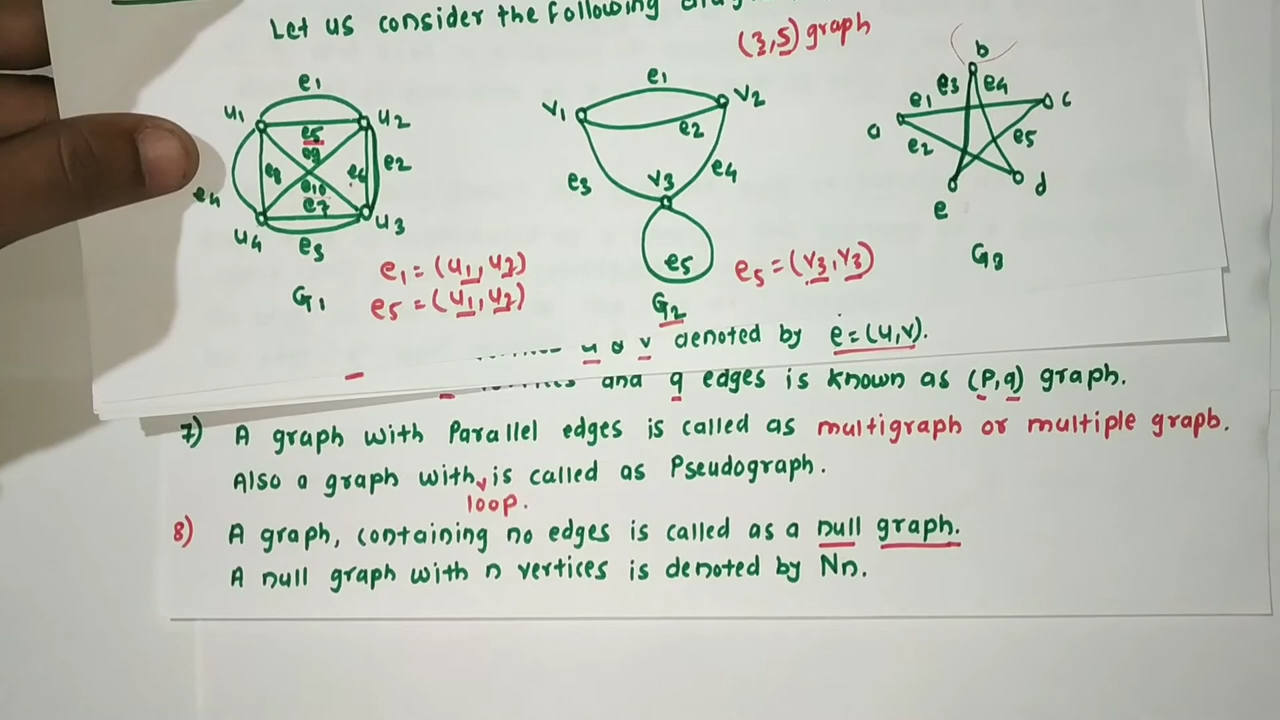 Let us consider the following
(3,5) graph
e1
u1
u2
e5
e9
e8
e6
e2
e4
e10
e7
u4
u3
e3
G1
e1 = (u1, u2)
e5 = (u1, u2)
e1
v1
v2
e2
e3
v3
e4
e5
G2
e5 = (v3, v3)
b
e3
e4
e1
c
a
e2
e5
e
d
G3
u & v denoted by e = (u,v).
and q edges is known as (P,q) graph.
7) A graph with Parallel edges is called as multigraph or multiple graph.
Also a graph with loop is called as Pseudograph.
8) A graph, containing no edges is called as a null graph.
A null graph with n vertices is denoted by Nn.